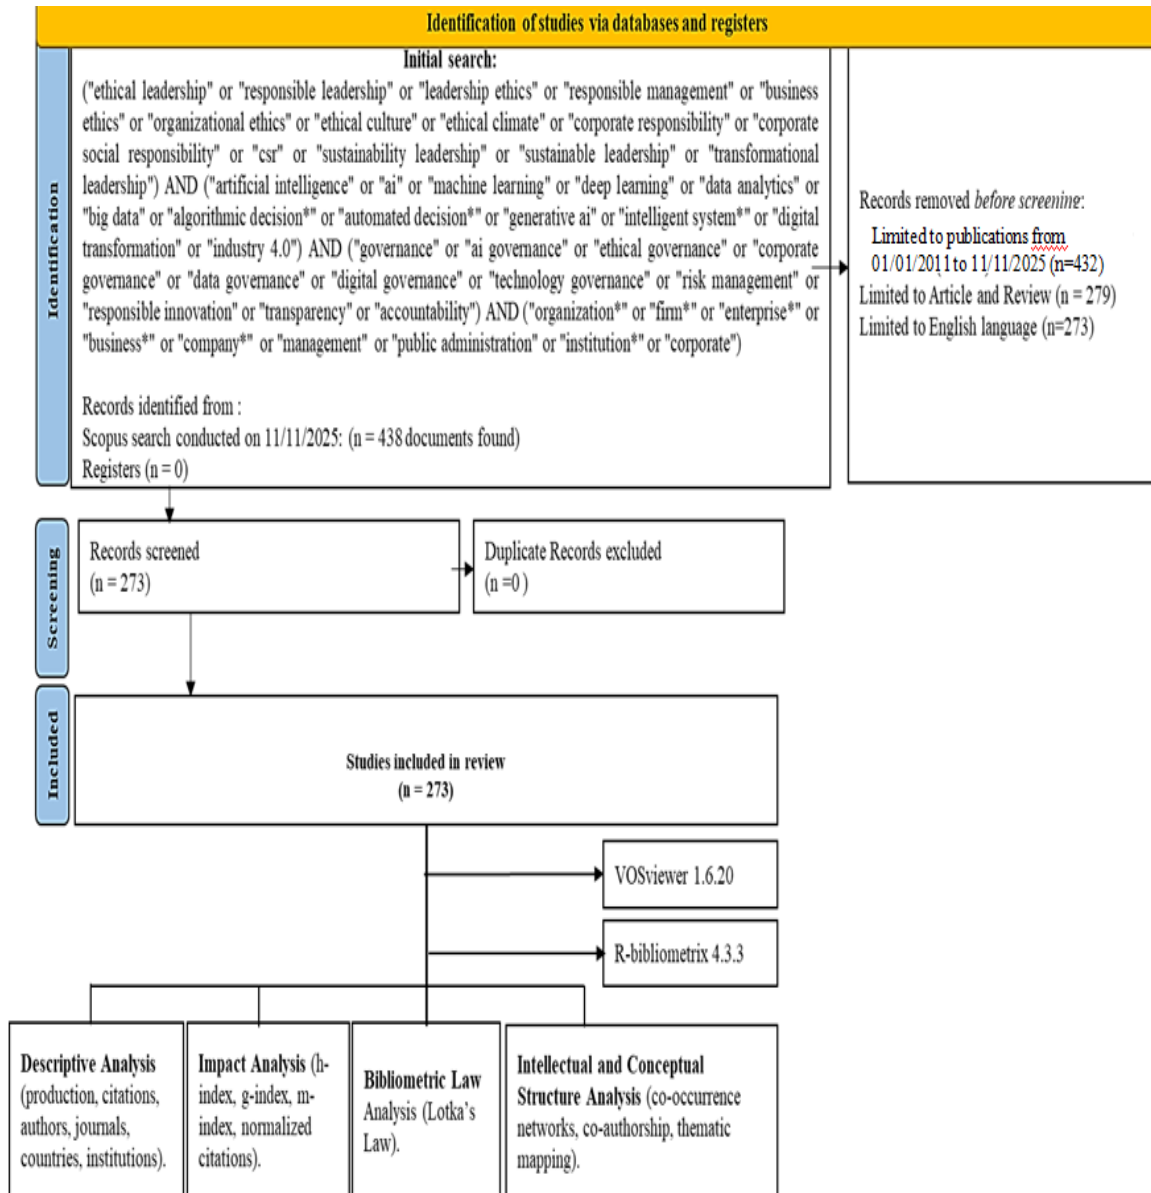 Identification of studies via databases and registers
Identification
Initial search:
("ethical leadership" or "responsible leadership" or "leadership ethics" or "responsible management" or "business
ethics" or "organizational ethics" or "ethical culture" or "ethical climate" or "corporate responsibility" or "corporate
social responsibility" or "csr" or "sustainability leadership" or "sustainable leadership" or "transformational
leadership") AND ("artificial intelligence" or "ai" or "machine learning" or "deep learning" or "data analytics" or
"big data" or "algorithmic decision*" or "automated decision*" or "generative ai" or "intelligent system*" or "digital
transformation" or "industry 4.0") AND ("governance" or "ai governance" or "ethical governance" or "corporate
governance" or "data governance" or "digital governance" or "technology governance" or "risk management" or
"responsible innovation" or "transparency" or "accountability") AND ("organization*" or "firm*" or "enterprise*" or
"business*" or "company*" or "management" or "public administration" or "institution*" or "corporate")
Records identified from :
Scopus search conducted on 11/11/2025: (n = 438 documents found)
Registers (n = 0)
Records removed before screenine:
Limited to publications from
01/01/2011 to 11/11/2025 (n=432)
Limited to Article and Review (n = 279)
Limited to English language (n=273)
Screening
Records screened
(n = 273)
Duplicate Records excluded
(n =0 )
Included
Studies included in review
(n = 273)
VOSviewer 1.6.20
R-bibliometrix 4.3.3
Descriptive Analysis
(production, citations,
authors, journals,
countries, institutions).
Impact Analysis (h-
index, g-index, m-
index, normalized
citations).
Bibliometric Law
Analysis (Lotka's
Law).
Intellectual and Conceptual
Structure Analysis (co-occurrence
networks, co-authorship, thematic
mapping).